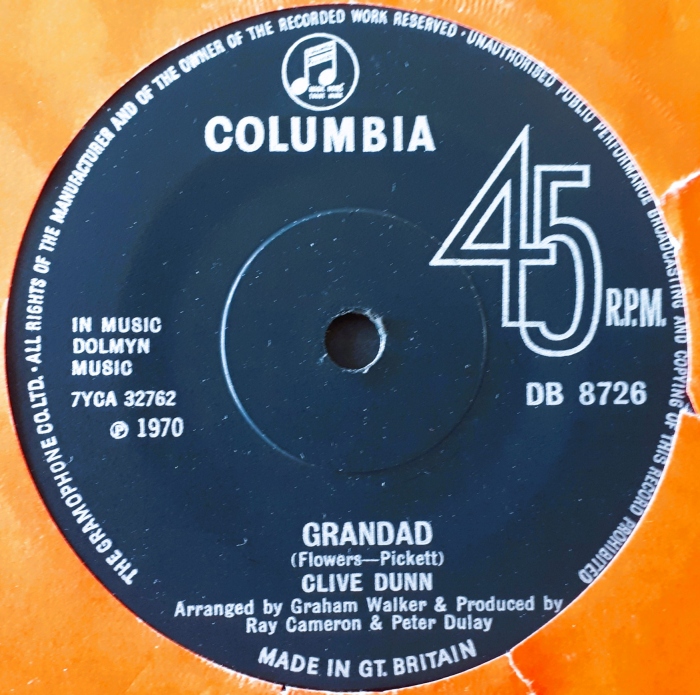 THE GRAMOPHONE CO. LTD. · ALL RIGHTS OF THE MANUFACTURER AND OF THE OWNER OF THE RECORDED WORK RESERVED · UNAUTHORISED PUBLIC PERFORMANCE BROADCASTING AND COPYING OF THIS RECORD PROHIBITED
COLUMBIA
45
R.P.M.
IN MUSIC
DOLMYN
MUSIC
7YCA 32762
℗ 1970
DB 8726
GRANDAD
(Flowers—Pickett)
CLIVE DUNN
Arranged by Graham Walker & Produced by
Ray Cameron & Peter Dulay
MADE IN GT. BRITAIN